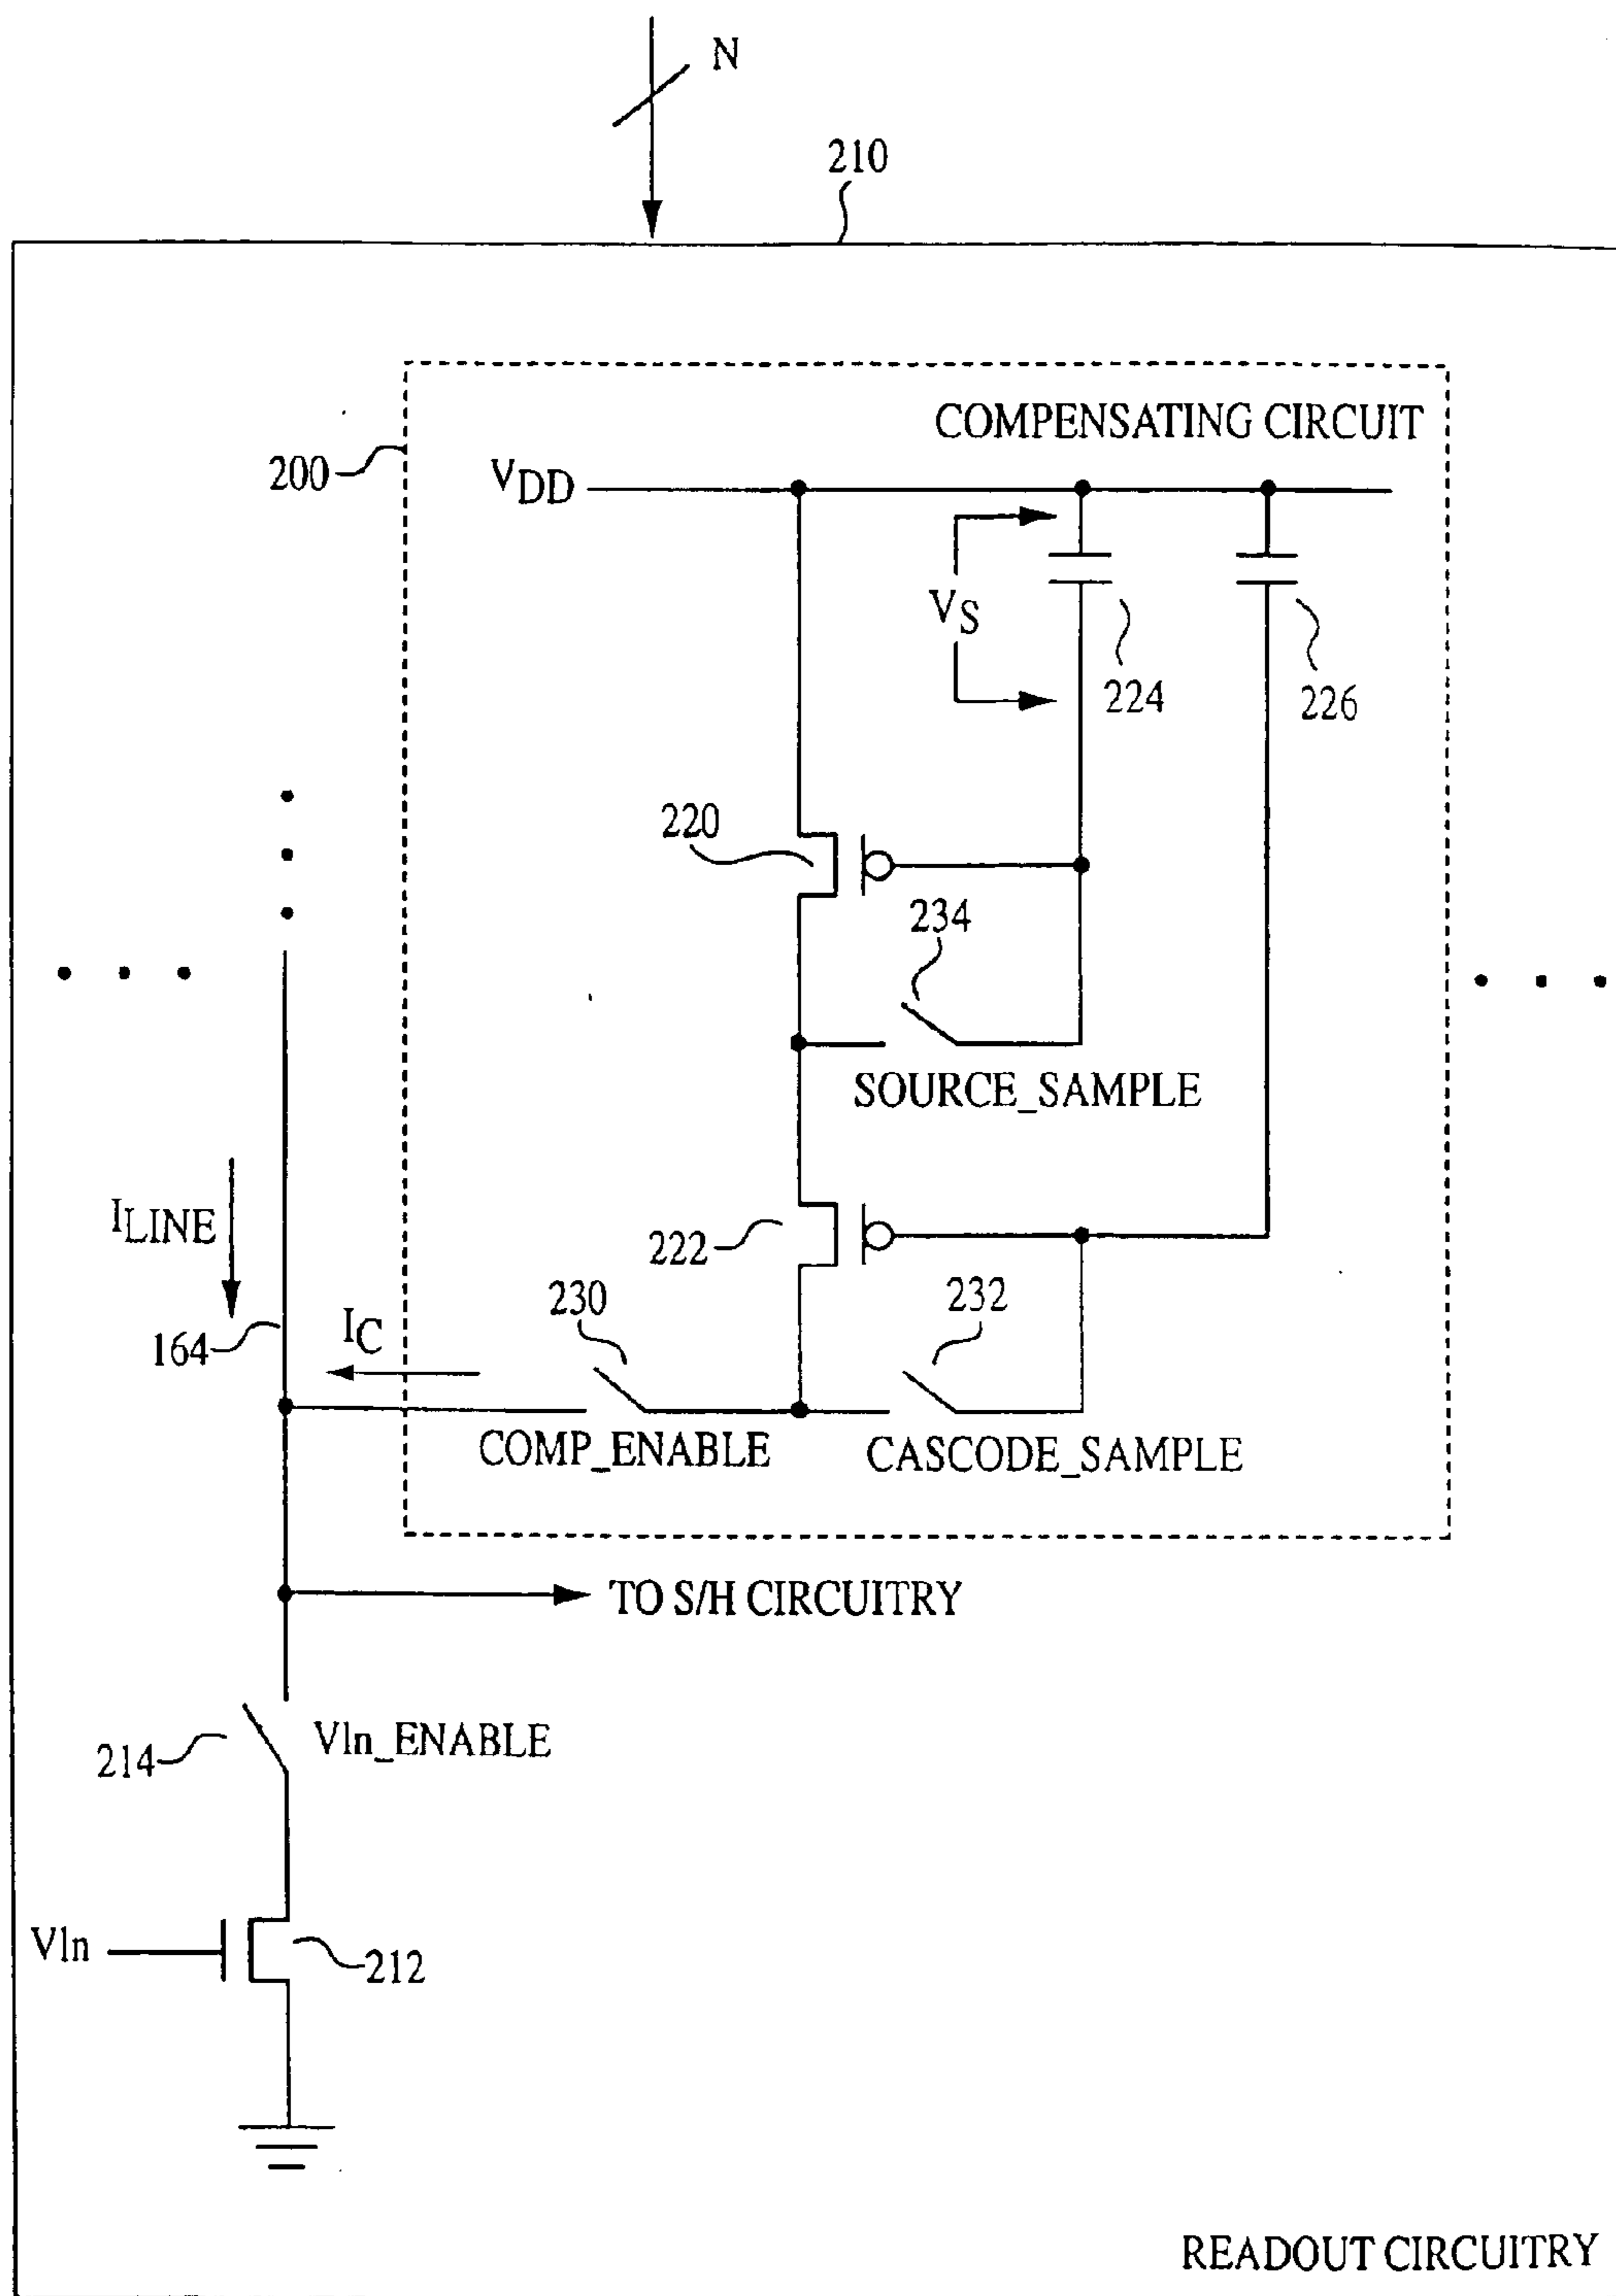 N
210
COMPENSATING CIRCUIT
200
VDD
VS
224
226
220
234
SOURCE_SAMPLE
ILINE
222
230
232
164
IC
COMP_ENABLE
CASCODE_SAMPLE
TO S/H CIRCUITRY
214
Vln_ENABLE
Vln
212
READOUT CIRCUITRY